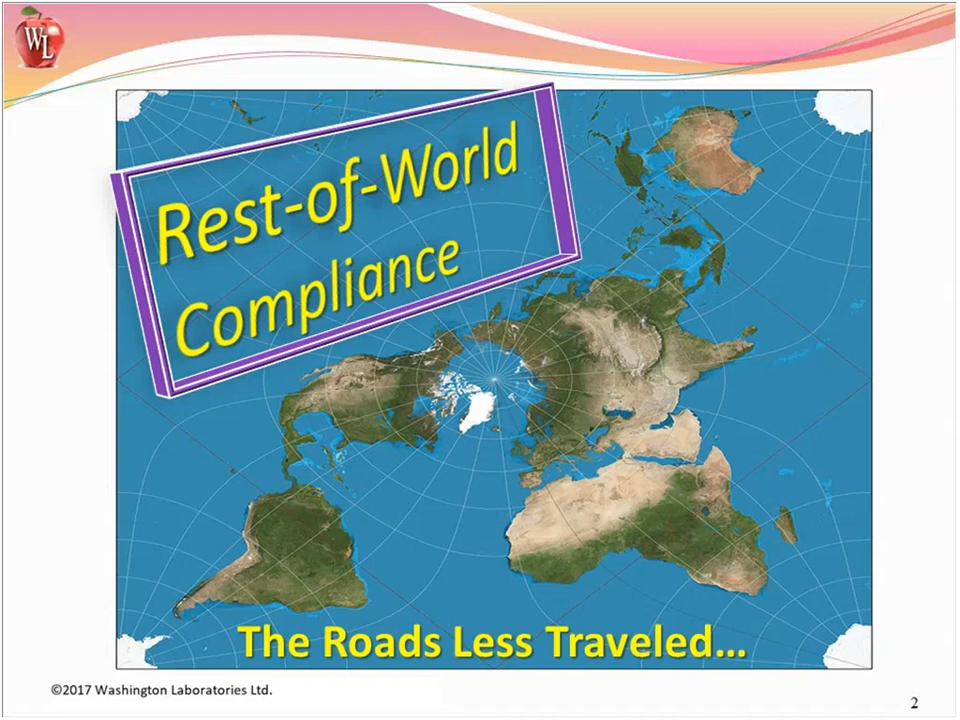 WL
Rest-of-World
Compliance
The Roads Less Traveled...
©2017 Washington Laboratories Ltd.
2